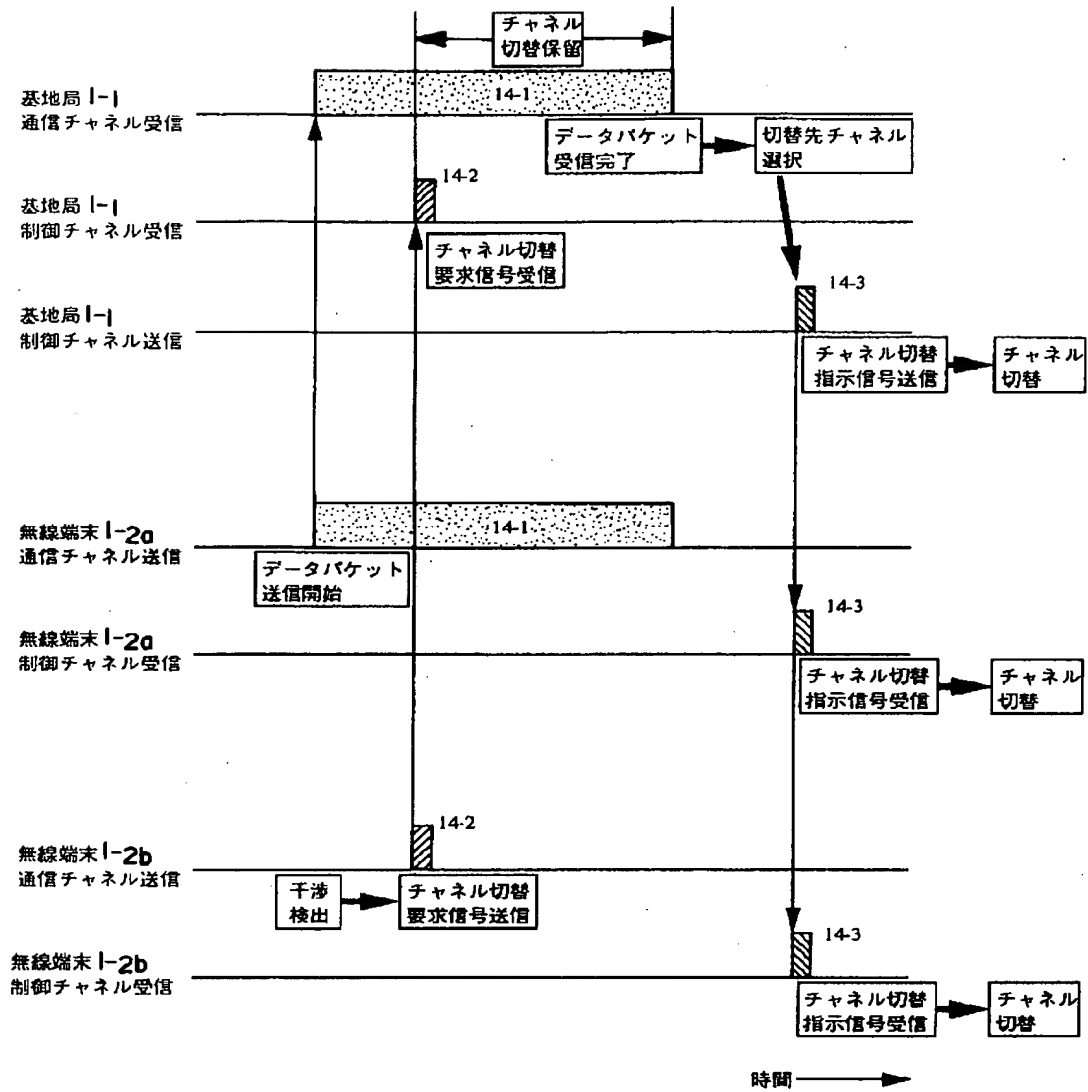 チャネル
切替保留
基地局1-1
通信チャネル受信
14-1
データパケット
受信完了
切替先チャネル
選択
基地局1-1
制御チャネル受信
14-2
チャネル切替
要求信号受信
基地局1-1
制御チャネル送信
14-3
チャネル切替
指示信号送信
チャネル
切替
無線端末1-2a
通信チャネル送信
14-1
データパケット
送信開始
無線端末1-2a
制御チャネル受信
14-3
チャネル切替
指示信号受信
チャネル
切替
無線端末1-2b
通信チャネル送信
14-2
干渉
検出
チャネル切替
要求信号送信
無線端末1-2b
制御チャネル受信
14-3
チャネル切替
指示信号受信
チャネル
切替
時間